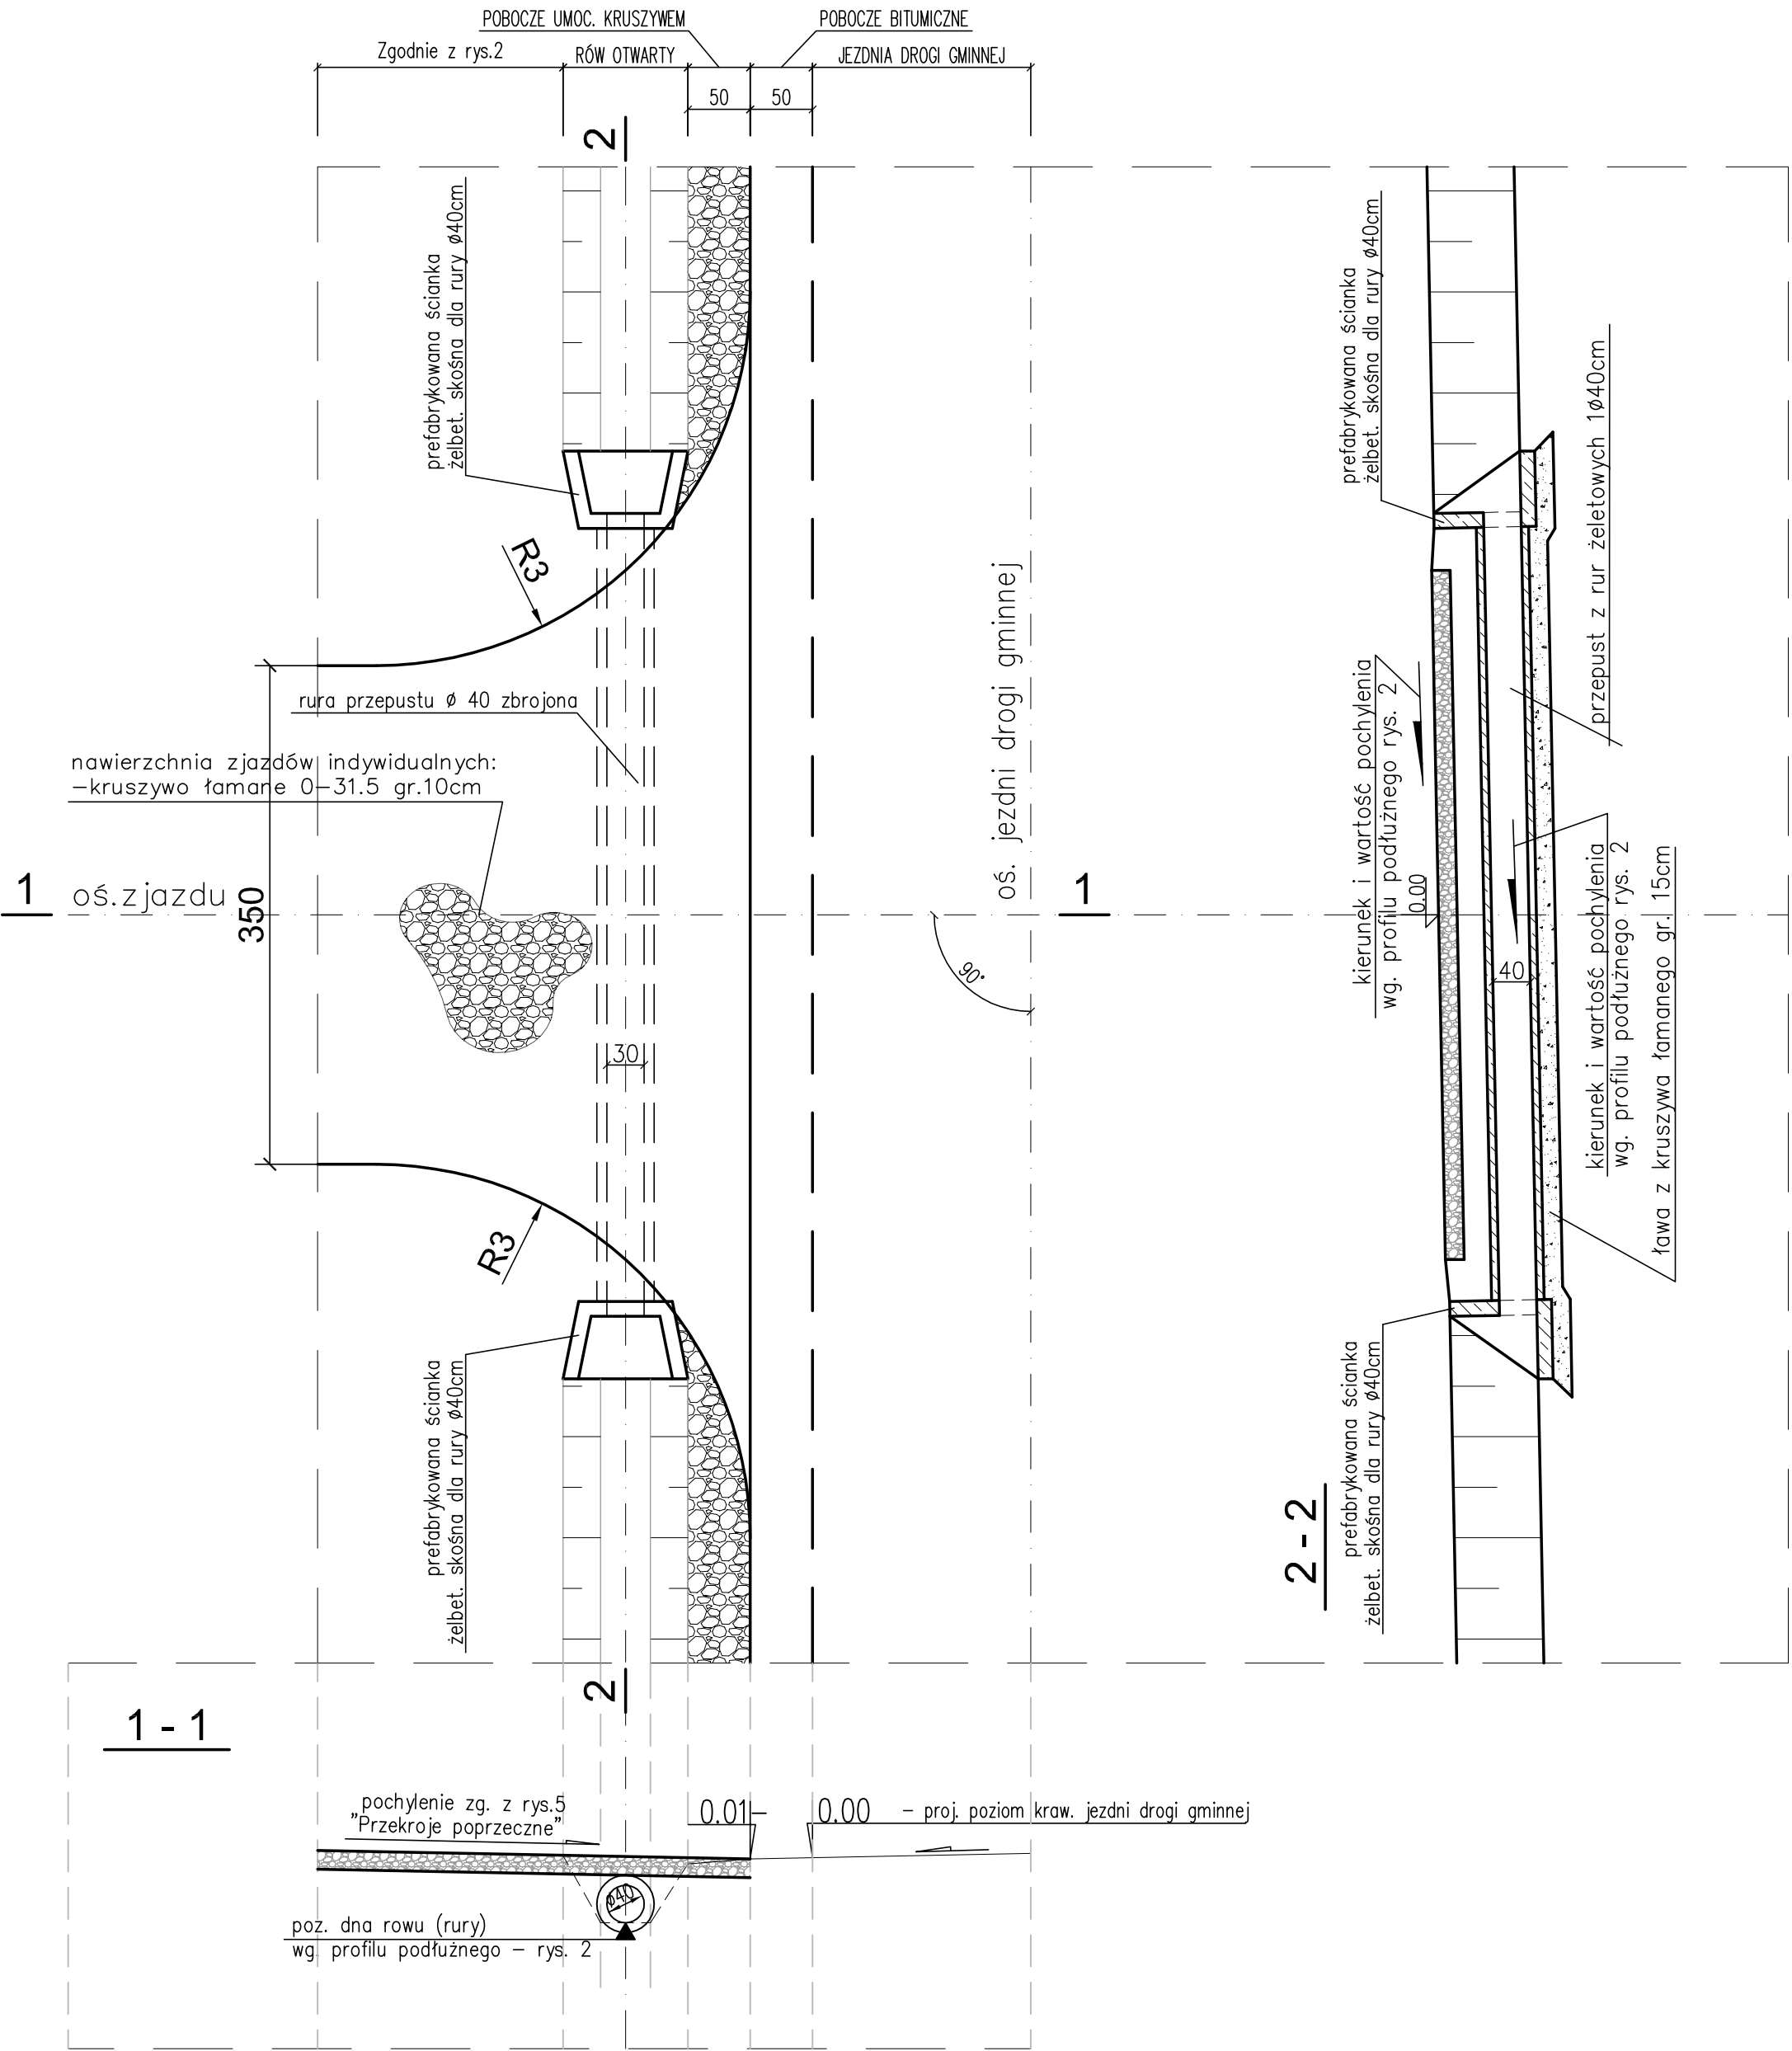 POBOCZE UMOC. KRUSZYWEM
POBOCZE BITUMICZNE
Zgodnie z rys.2
RÓW OTWARTY
JEZDNIA DROGI GMINNEJ
50
50
2
prefabrykowana ścianka
żelbet. skośna dla rury ø40cm
R3
rura przepustu ø 40 zbrojona
nawierzchnia zjazdów indywidualnych:
-kruszywo łamane 0-31.5 gr.10cm
1
oś.zjazdu
350
oś. jezdni drogi gminnej
1
90°
30
R3
prefabrykowana ścianka
żelbet. skośna dla rury ø40cm
2
prefabrykowana ścianka
żelbet. skośna dla rury ø40cm
przepust z rur żeletowych 1ø40cm
kierunek i wartość pochylenia
wg. profilu podłużnego rys. 2
0.00
40
kierunek i wartość pochylenia
wg. profilu podłużnego rys. 2
ława z kruszywa łamanego gr. 15cm
2-2
prefabrykowana ścianka
żelbet. skośna dla rury ø40cm
1-1
pochylenie zg. z rys.5
"Przekroje poprzeczne"
0.01-
0.00 - proj. poziom kraw. jezdni drogi gminnej
ø40
poz. dna rowu (rury)
wg. profilu podłużnego - rys. 2